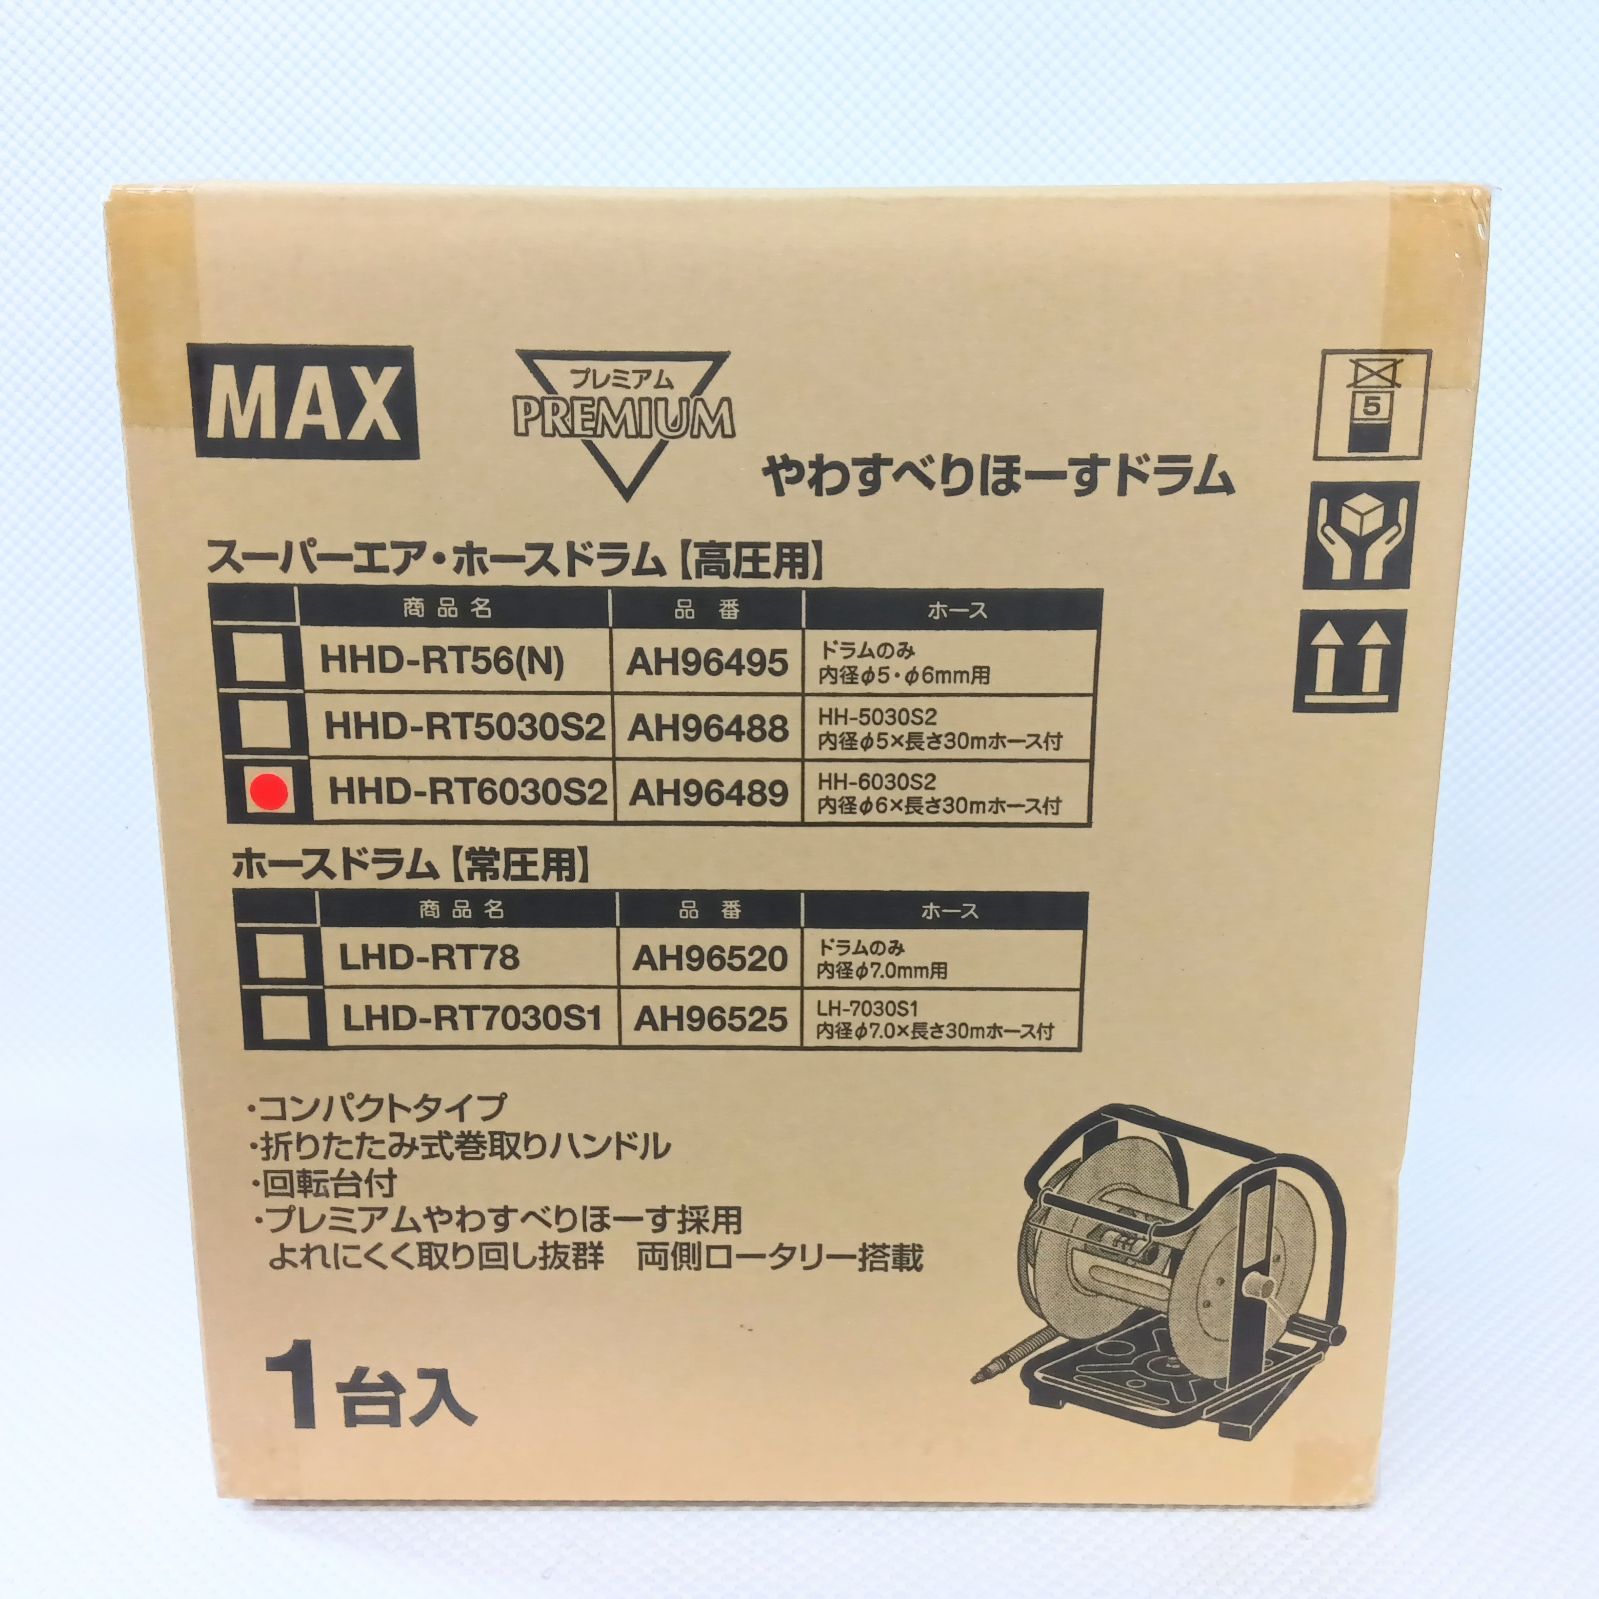 MAX
プレミアム
PREMIUM
やわすべりほーすドラム
5
スーパーエア・ホースドラム【高圧用】
商品名 品番 ホース
HHD-RT56(N) AH96495 ドラムのみ
内径φ5・φ6mm用
HHD-RT5030S2 AH96488 HH-5030S2
内径φ5×長さ30mホース付
HHD-RT6030S2 AH96489 HH-6030S2
内径φ6×長さ30mホース付
ホースドラム【常圧用】
商品名 品番 ホース
LHD-RT78 AH96520 ドラムのみ
内径φ7.0mm用
LHD-RT7030S1 AH96525 LH-7030S1
内径φ7.0×長さ30mホース付
・コンパクトタイプ
・折りたたみ式巻取りハンドル
・回転台付
・プレミアムやわすべりほーす採用
よれにくく取り回し抜群 両側ロータリー搭載
1台入